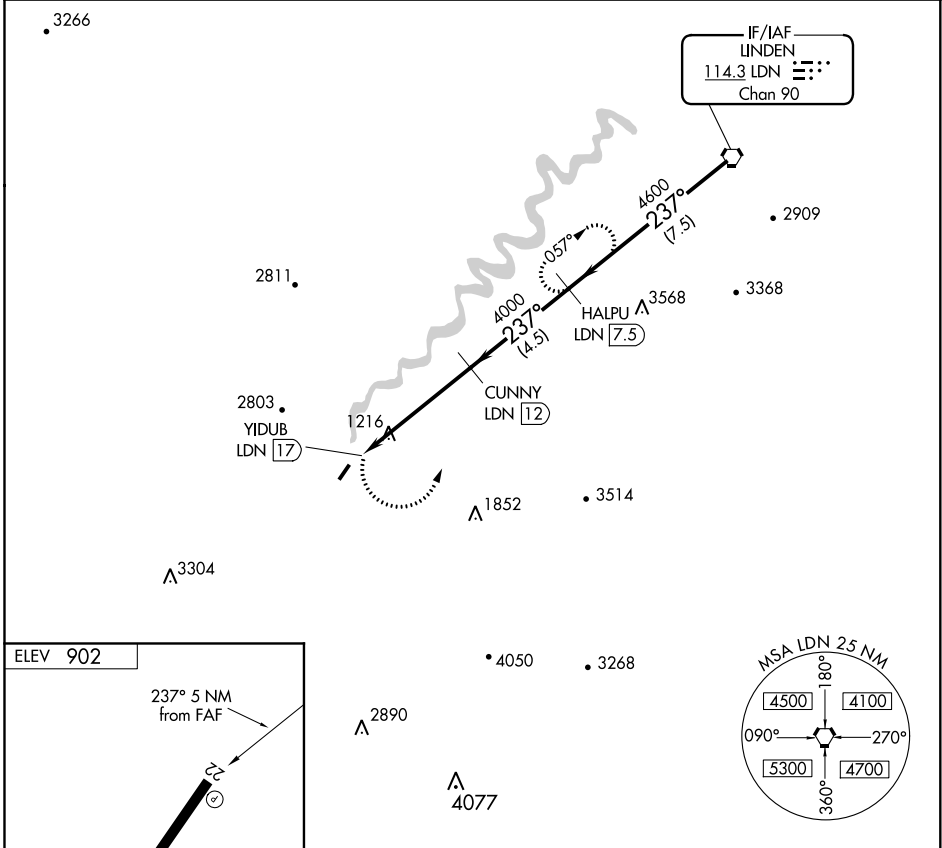 3266
IF/IAF
LINDEN
114.3 LDN
Chan 90
4600
237°
(7.5)
2909
057°
2811
3568
3368
HALPU
LDN 7.5
4000
237°
(4.5)
CUNNY
LDN 12
2803
1216
YIDUB
LDN 17
1852
3514
3304
ELEV 902
4050
3268
237° 5 NM
from FAF
2890
22
4077
MSA LDN 25 NM
180°
4500
4100
090°
270°
5300
4700
360°